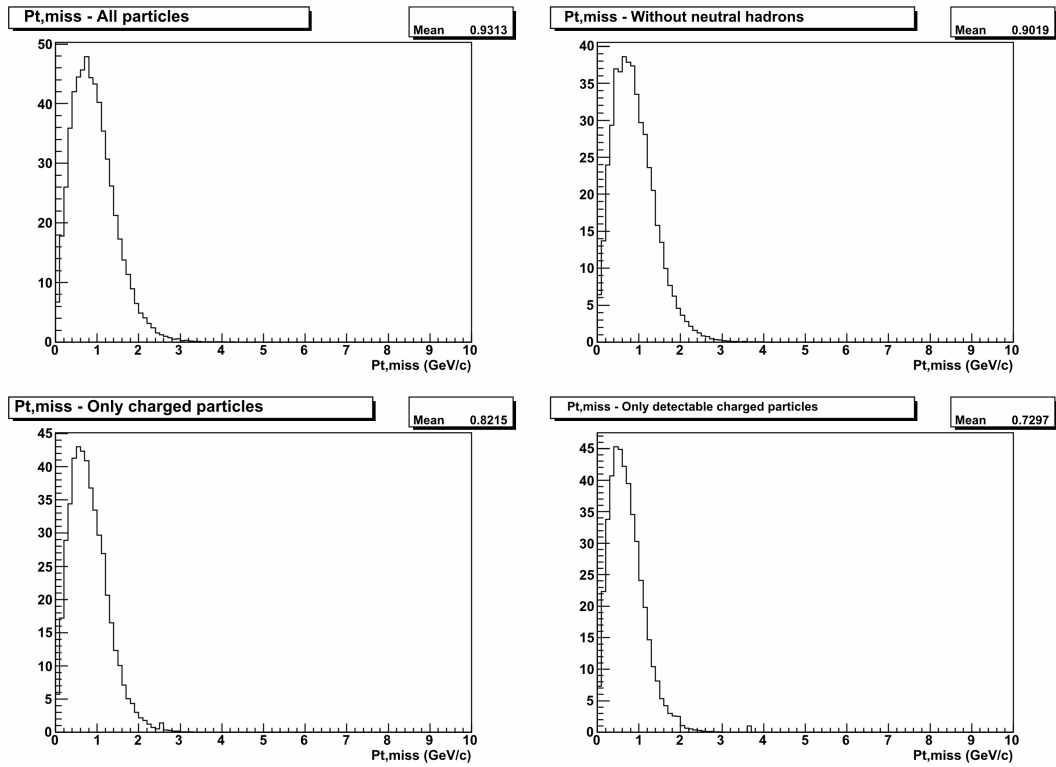 Pt,miss - All particles
Mean 0.9313
50
40
30
20
10
0
0 1 2 3 4 5 6 7 8 9 10
Pt,miss (GeV/c)
Pt,miss - Without neutral hadrons
Mean 0.9019
40
35
30
25
20
15
10
5
0
0 1 2 3 4 5 6 7 8 9 10
Pt,miss (GeV/c)
Pt,miss - Only charged particles
Mean 0.8215
45
40
35
30
25
20
15
10
5
0
0 1 2 3 4 5 6 7 8 9 10
Pt,miss (GeV/c)
Pt,miss - Only detectable charged particles
Mean 0.7297
45
40
35
30
25
20
15
10
5
0
0 1 2 3 4 5 6 7 8 9 10
Pt,miss (GeV/c)